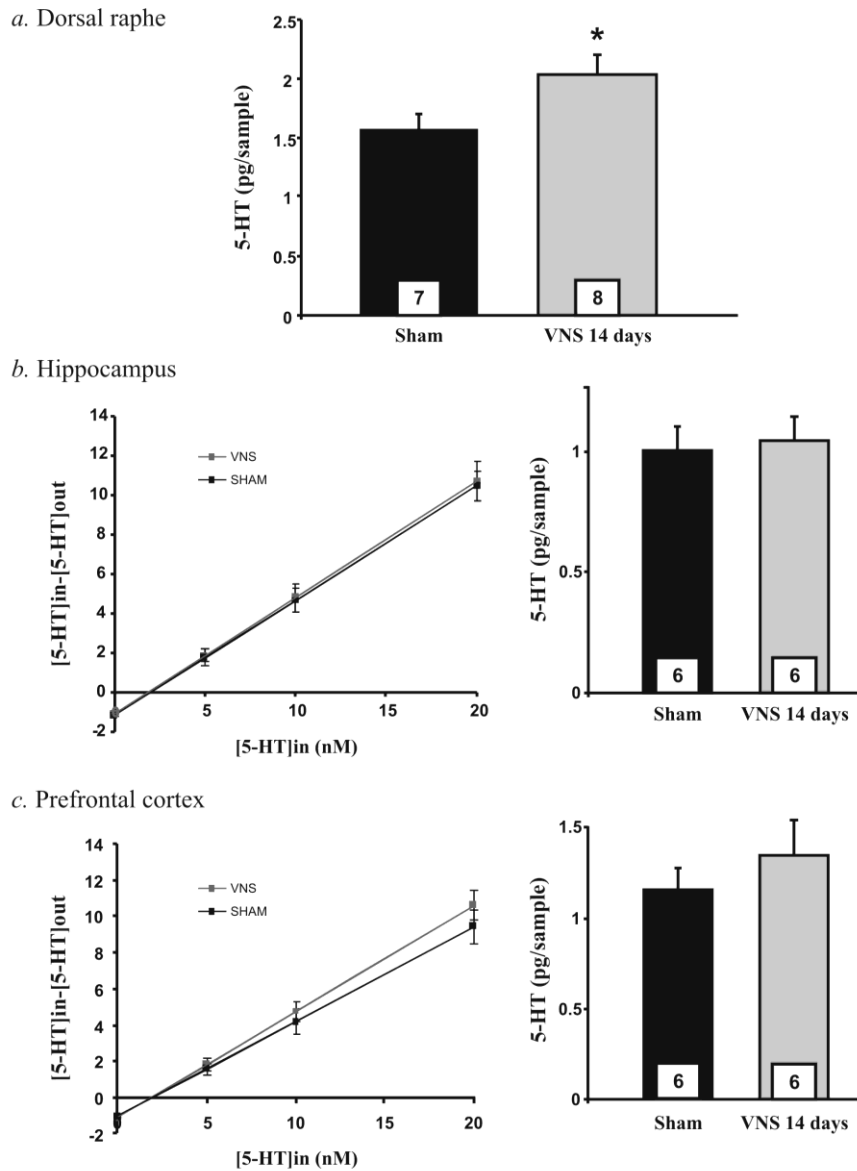 a. Dorsal raphe
5-HT (pg/sample)
2.5
2
1.5
1
0.5
0
*
7
8
Sham
VNS 14 days
b. Hippocampus
[5-HT]in-[5-HT]out
14
12
10
8
6
4
2
0
-2
VNS
SHAM
5
10
20
[5-HT]in (nM)
5-HT (pg/sample)
1
0.5
0
6
6
Sham
VNS 14 days
c. Prefrontal cortex
[5-HT]in-[5-HT]out
14
12
10
8
6
4
2
0
-2
VNS
SHAM
0
5
10
20
[5-HT]in (nM)
5-HT (pg/sample)
1.5
1
0.5
0
6
6
Sham
VNS 14 days